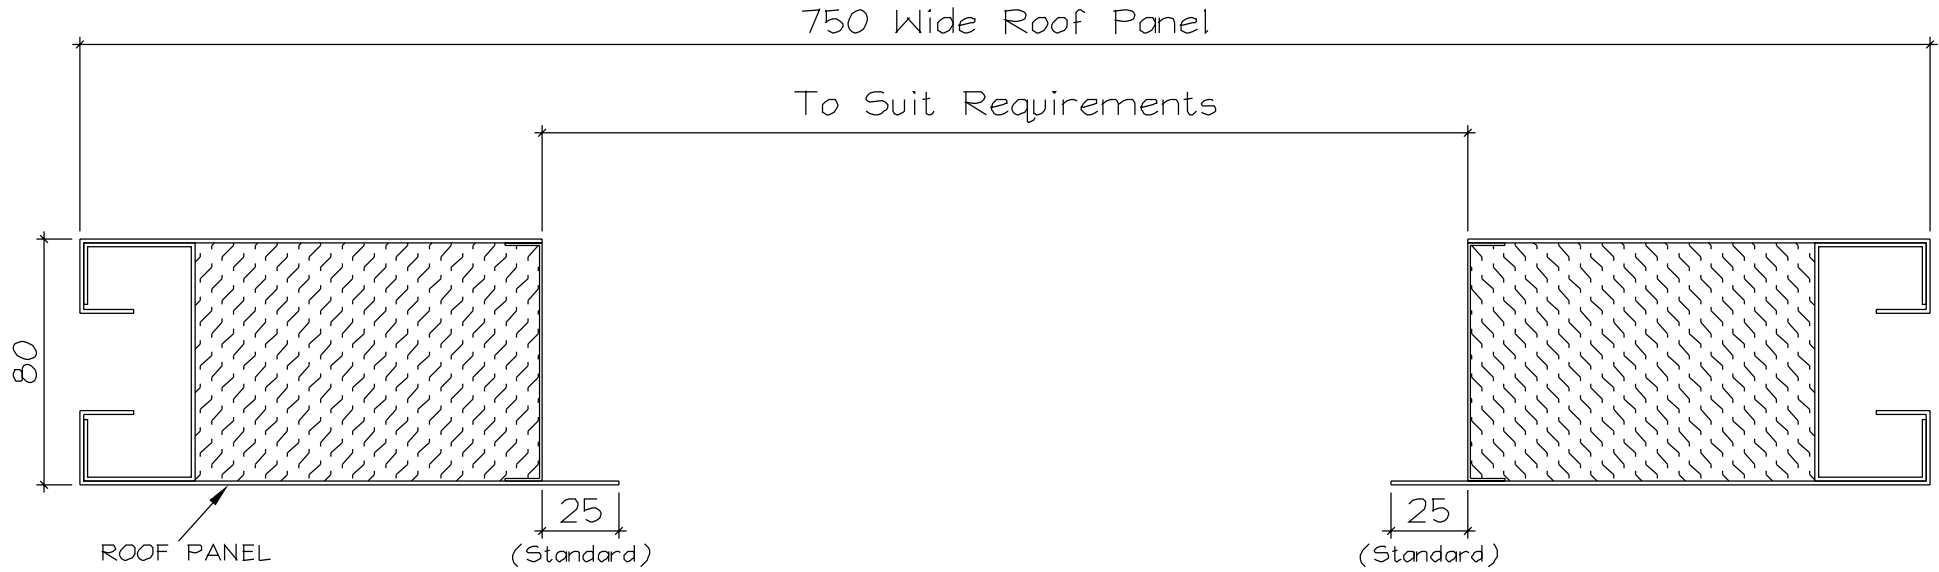 750 Wide Roof Panel
To Suit Requirements
80
25
25
ROOF PANEL
(Standard)
(Standard)